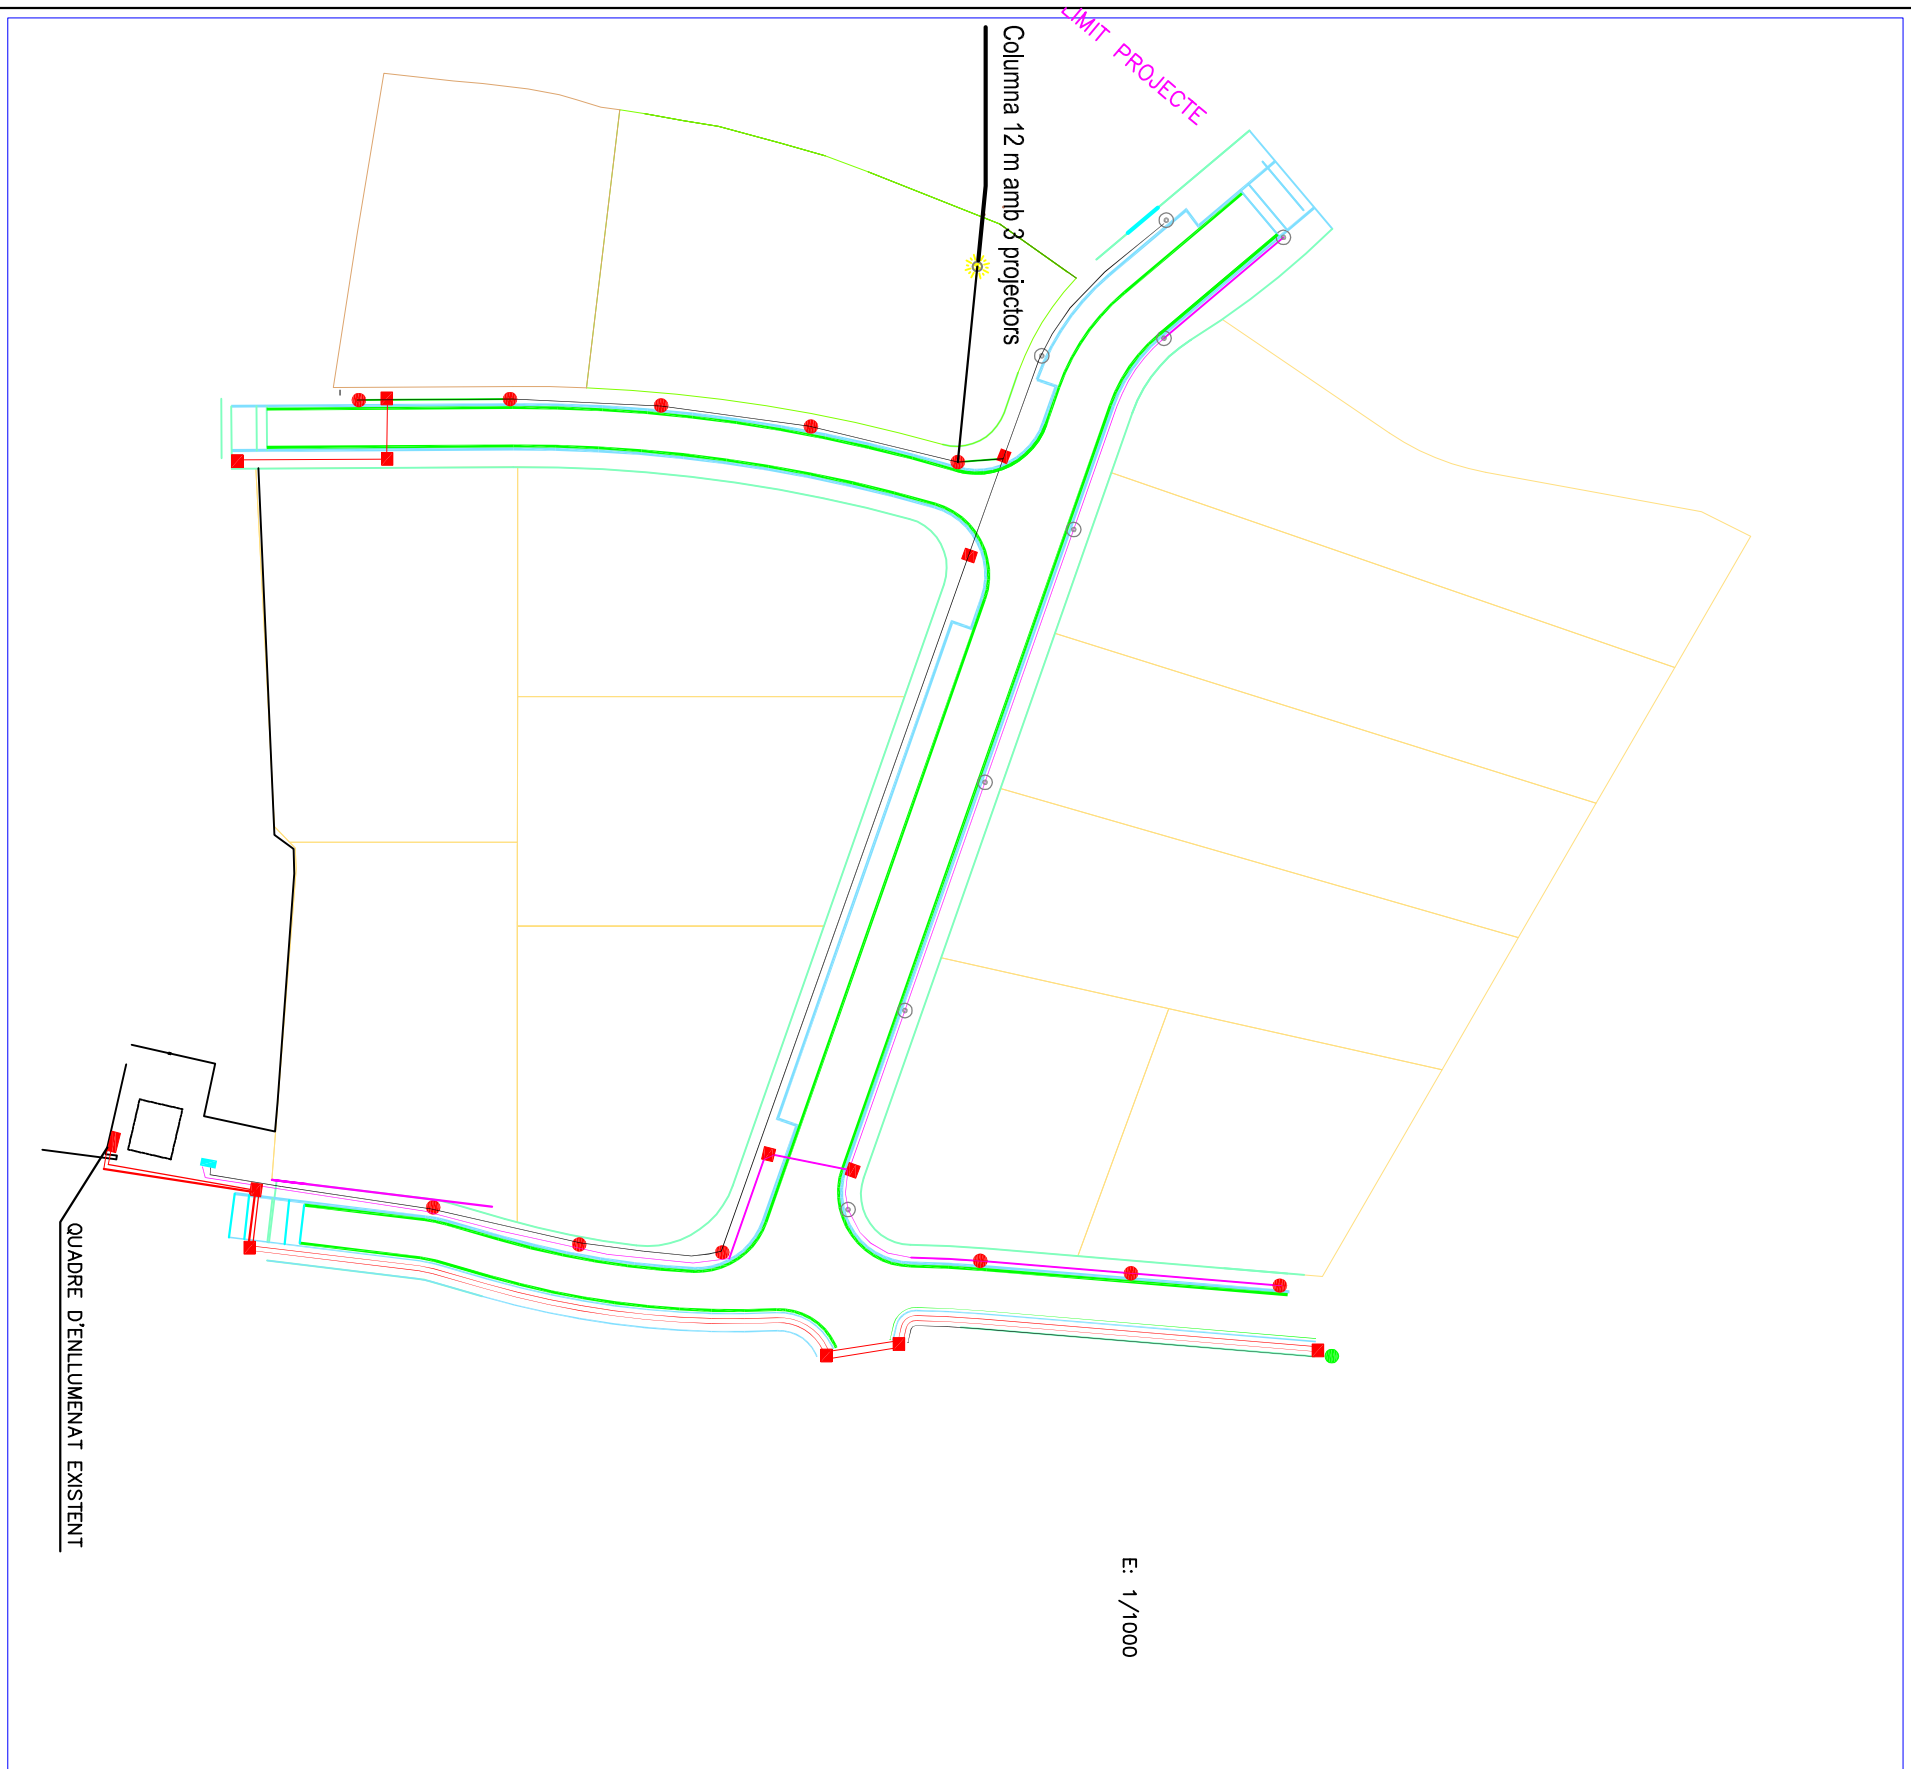 LIMIT PROJECTE
Columna 12 m amb 3 projectors
QUADRE D'ENLLUMENAT EXISTENT
E: 1/1000